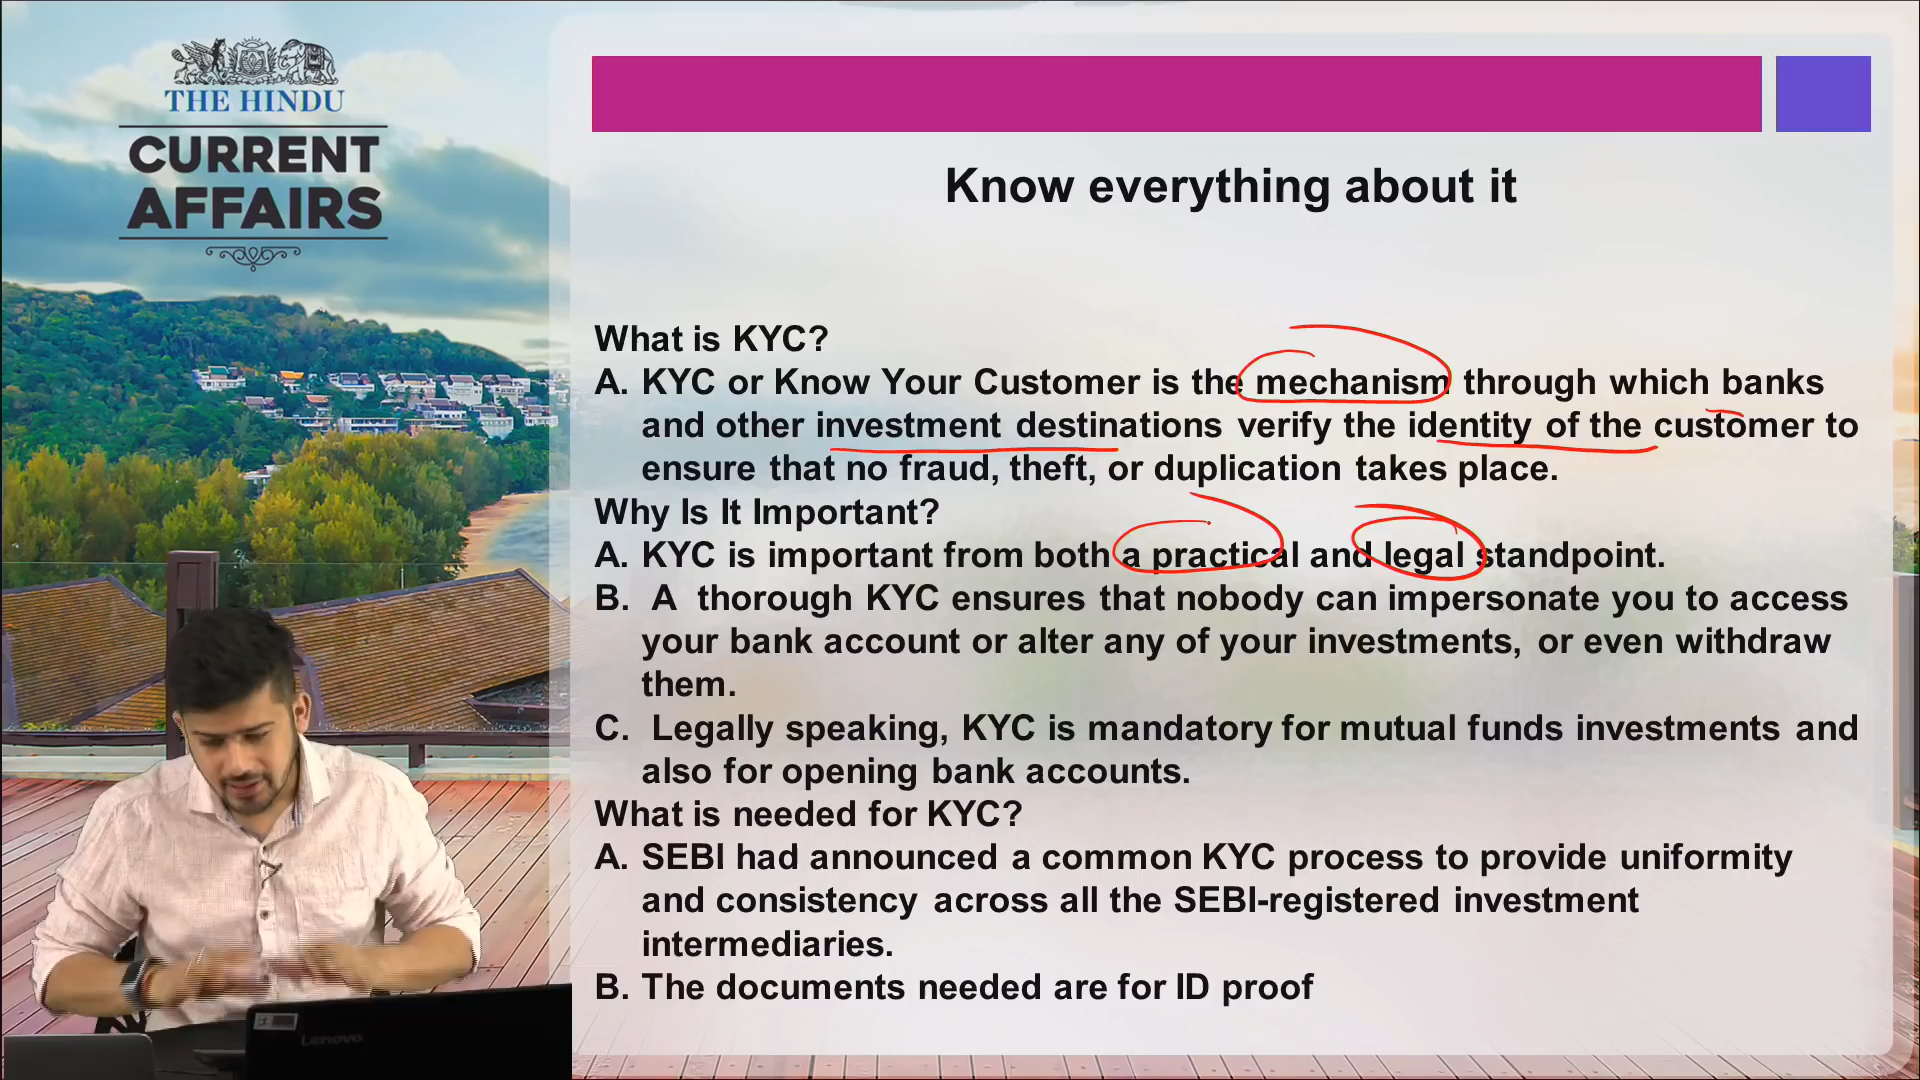 THE HINDU
CURRENT
AFFAIRS
Know everything about it
What is KYC?
A. KYC or Know Your Customer is the mechanism through which banks
and other investment destinations verify the identity of the customer to
ensure that no fraud, theft, or duplication takes place.
Why Is It Important?
A. KYC is important from both a practical and legal standpoint.
B. A thorough KYC ensures that nobody can impersonate you to access
your bank account or alter any of your investments, or even withdraw
them.
C. Legally speaking, KYC is mandatory for mutual funds investments and
also for opening bank accounts.
What is needed for KYC?
A. SEBI had announced a common KYC process to provide uniformity
and consistency across all the SEBI-registered investment
intermediaries.
B. The documents needed are for ID proof
Lenovo